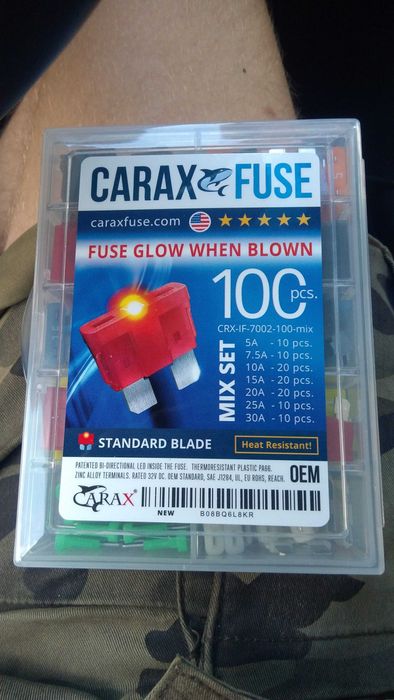 CARAX FUSE
caraxfuse.com
FUSE GLOW WHEN BLOWN
100 pcs.
CRX-IF-7002-100-mix
MIX SET
5A - 10 pcs.
7.5A - 10 pcs.
10A - 20 pcs.
15A - 20 pcs.
20A - 20 pcs.
25A - 10 pcs.
30A - 10 pcs.
STANDARD BLADE
Heat Resistant!
PATENTED BI-DIRECTIONAL LED INSIDE THE FUSE. THERMORESISTANT PLASTIC PA66.
ZINC ALLOY TERMINALS. RATED 32V DC. OEM STANDARD, SAE J1284, UL, EU ROHS, REACH.
OEM
CARAX
NEW
B08BQ6L8KR